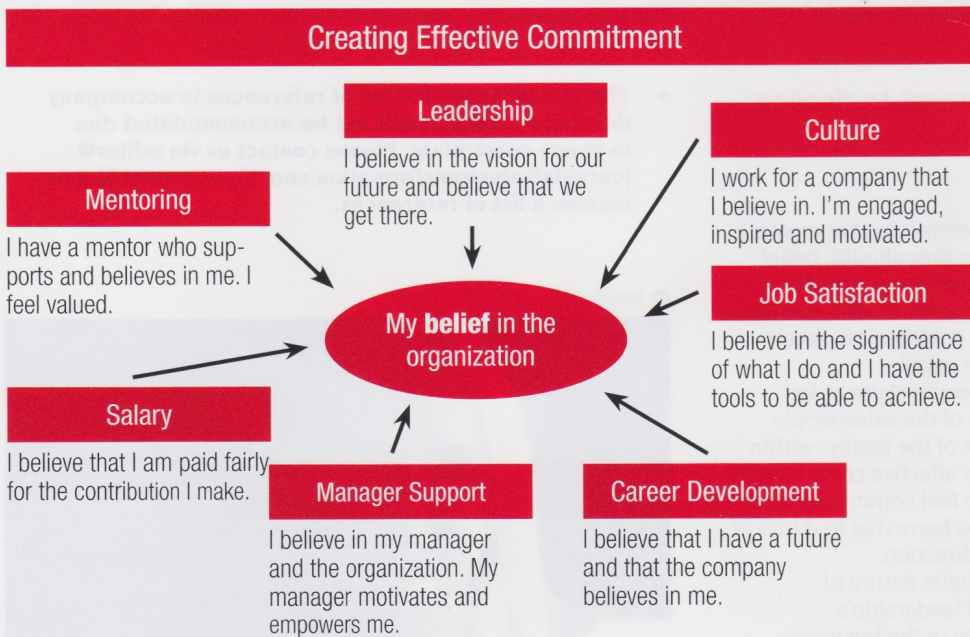 Creating Effective Commitment
Leadership
I believe in the vision for our
future and believe that we
get there.
Culture
I work for a company that
I believe in. I'm engaged,
inspired and motivated.
Mentoring
I have a mentor who sup-
ports and believes in me. I
feel valued.
Job Satisfaction
I believe in the significance
of what I do and I have the
tools to be able to achieve.
My belief in the
organization
Salary
I believe that I am paid fairly
for the contribution I make.
Manager Support
I believe in my manager
and the organization. My
manager motivates and
empowers me.
Career Development
I believe that I have a future
and that the company
believes in me.